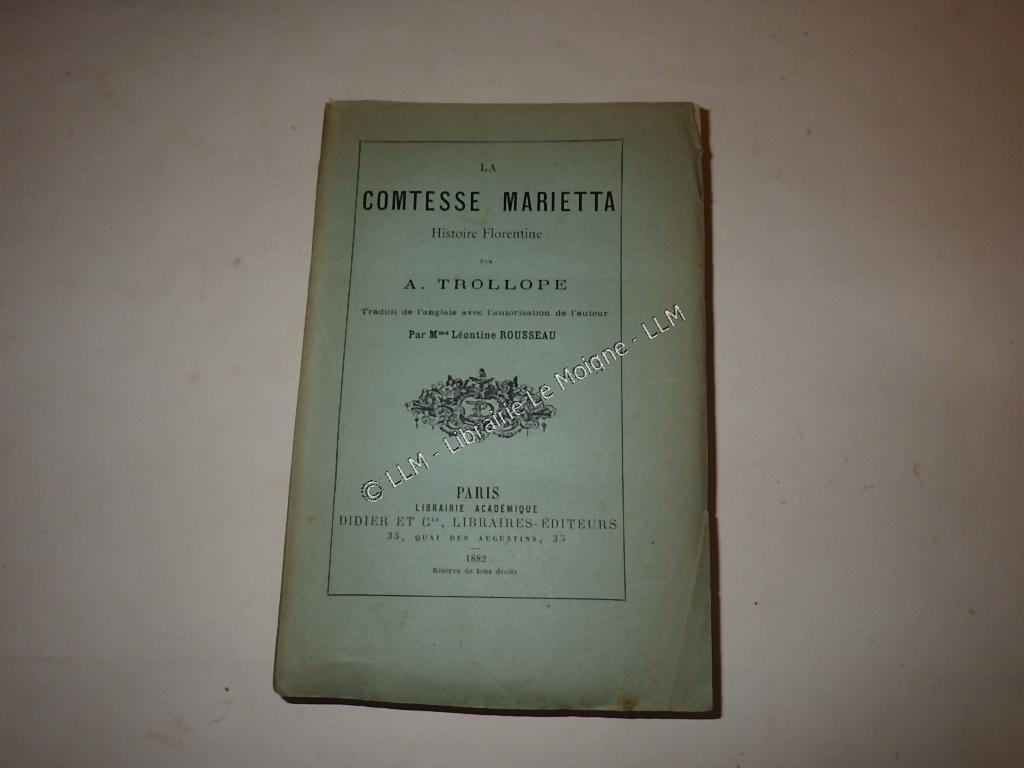 LA
COMTESSE MARIETTA
Histoire Florentine
PAR
A. TROLLOPE
Traduit de l'anglais avec l'autorisation de l'auteur
Par Mme Léontine ROUSSEAU
© LLM - Librairie Le Moigne - LLM
PARIS
LIBRAIRIE ACADÉMIQUE
DIDIER ET Cie, LIBRAIRES-ÉDITEURS
35, QUAI DES AUGUSTINS, 35
1882
Réserve de tous droits